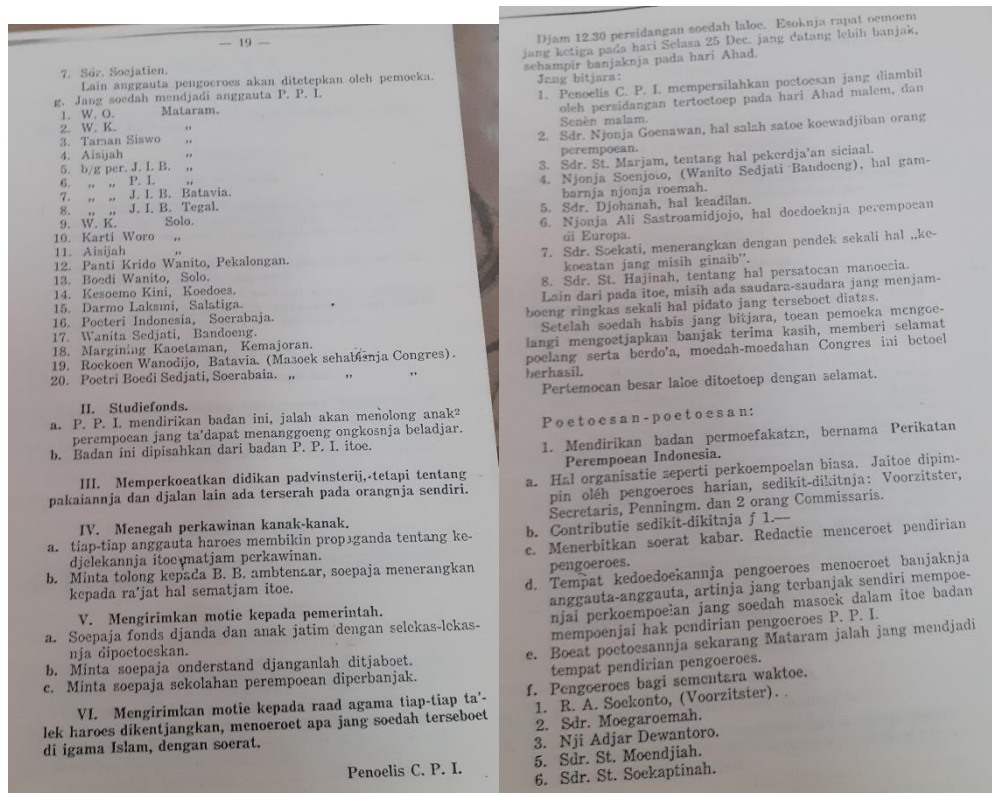 — 19 —
7. Sdr. Soejatien.
Lain anggauta pengoeroes akan ditetepkan oleh pemoeka.
g. Jang soedah mendjadi anggauta P. P. I.
1. W. O. Mataram.
2. W. K. „
3. Taman Siswo „
4. Aisijah „
5. b/g per. J. I. B. „
6. „ „ P. I. „
7. „ „ J. I. B. Batavia.
8. „ „ J. I. B. Tegal.
9. W. K. Solo.
10. Karti Woro „
11. Aisijah „
12. Panti Krido Wanito, Pekalongan.
13. Boedi Wanito, Solo.
14. Kesoemo Kini, Koedoes.
15. Darmo Laksmi, Salatiga.
16. Poeteri Indonesia, Soerabaja.
17. Wanita Sedjati, Bandoeng.
18. Margining Kaoetaman, Kemajoran.
19. Roekoen Wanodijo, Batavia. (Masoek sehabisnja Congres).
20. Poetri Boedi Sedjati, Soerabaia. „ „ „
II. Studiefonds.
a. P. P. I. mendirikan badan ini, jalah akan menolong anak²
perempoean jang ta'dapat menanggoeng ongkosnja beladjar.
b. Badan ini dipisahkan dari badan P. P. I. itoe.
III. Memperkoeatkan didikan padvinsterij, tetapi tentang
pakaiannja dan djalan lain ada terserah pada orangnja sendiri.
IV. Menegah perkawinan kanak-kanak.
a. tiap-tiap anggauta haroes membikin propaganda tentang ke-
djelekannja itoe matjam perkawinan.
b. Minta tolong kepada B. B. ambtenaar, soepaja menerangkan
kepada ra'jat hal sematjam itoe.
V. Mengirimkan motie kepada pemerintah.
a. Soepaja fonds djanda dan anak jatim dengan selekas-lekas-
nja dipoetoeskan.
b. Minta soepaja onderstand djanganlah ditjaboet.
c. Minta soepaja sekolahan perempoean diperbanjak.
VI. Mengirimkan motie kepada raad agama tiap-tiap ta'-
lek haroes dikentjangkan, menoeroet apa jang soedah terseboet
di igama Islam, dengan soerat.
Penoelis C. P. I.
Djam 12.30 persidangan soedah laloe. Esoknja rapat oemoem
jang ketiga pada hari Selasa 25 Dec. jang datang lebih banjak,
sehampir banjaknja pada hari Ahad.
Jang bitjara:
1. Penoelis C. P. I. mempersilahkan poetoesan jang diambil
oleh persidangan tertoetoep pada hari Ahad malem, dan
Senèn malam.
2. Sdr. Njonja Goenawan, hal salah satoe koewadjiban orang
perempoean.
3. Sdr. St. Marjam, tentang hal pekerdja'an siciaal.
4. Njonja Soenjoto, (Wanito Sedjati Bandoeng), hal gam-
barnja njonja roemah.
5. Sdr. Djohanah, hal keadilan.
6. Njonja Ali Sastroamidjojo, hal doedoeknja perempoean
di Europa.
7. Sdr. Soekati, menerangkan dengan pendek sekali hal „ke-
koeatan jang misih ginaib”.
8. Sdr. St. Hajinah, tentang hal persatoean manoesia.
Lain dari pada itoe, misih ada saudara-saudara jang menjam-
boeng ringkas sekali hal pidato jang terseboet diatas.
Setelah soedah habis jang bitjara, toean pemoeka mengoe-
langi mengoetjapkan banjak terima kasih, memberi selamat
poelang serta berdo'a, moedah-moedahan Congres ini betoel
berhasil.
Pertemoean besar laloe ditoetoep dengan selamat.
Poetoesan-poetoesan:
1. Mendirikan badan permoefakatan, bernama Perikatan
Perempoean Indonesia.
a. Hal organisatie seperti perkoempoelan biasa. Jaitoe dipim-
pin oléh pengoeroes harian, sedikit-dikitnja: Voorzitster,
Secretaris, Penningm. dan 2 orang Commissaris.
b. Contributie sedikit-dikitnja ƒ 1.—
c. Menerbitkan soerat kabar. Redactie menoeroet pendirian
pengoeroes.
d. Tempat kedoedoekannja pengoeroes menoeroet banjaknja
anggauta-anggauta, artinja jang terbanjak sendiri mempoe-
njai perkoempoelan jang soedah masoek dalam itoe badan
mempoenjai hak pendirian pengoeroes P. P. I.
e. Boeat poetoesannja sekarang Mataram jalah jang mendjadi
tempat pendirian pengoeroes.
f. Pengoeroes bagi sementara waktoe.
1. R. A. Soekonto, (Voorzitster).
2. Sdr. Moegaroemah.
3. Nji Adjar Dewantoro.
5. Sdr. St. Moendjiah.
6. Sdr. St. Soekaptinah.